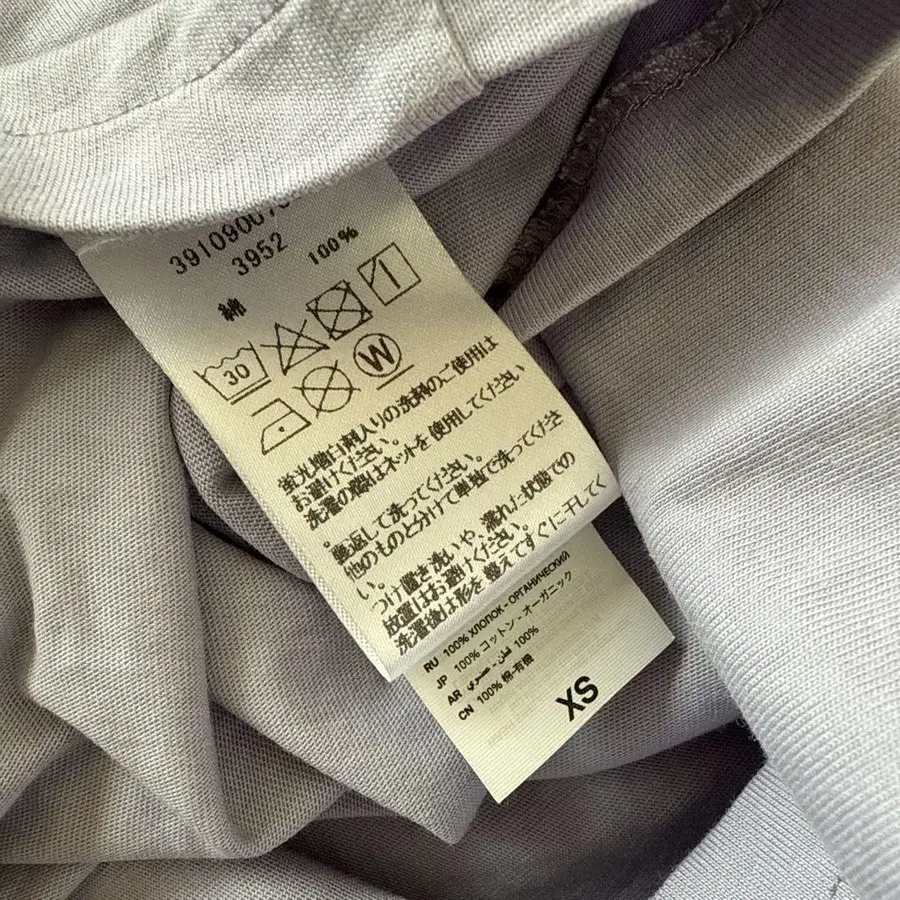 3910900
3952
綿 100%
30
W
蛍光増白剤入りの洗剤のご使用は
お避けください。
洗濯の際はネットを使用してください
。裏返して洗ってください。
他のものと分けて単独で洗ってくださ
い。
つけ置き洗いや、濡れた状態での
放置はお避けください。
洗濯後は形を整えてすぐに干してく
RU 100% ХЛОПОК - ОРГАНИЧЕСКИЙ
JP 100% コットン - オーガニック
AR 100%
CN 100% 棉-有機
XS